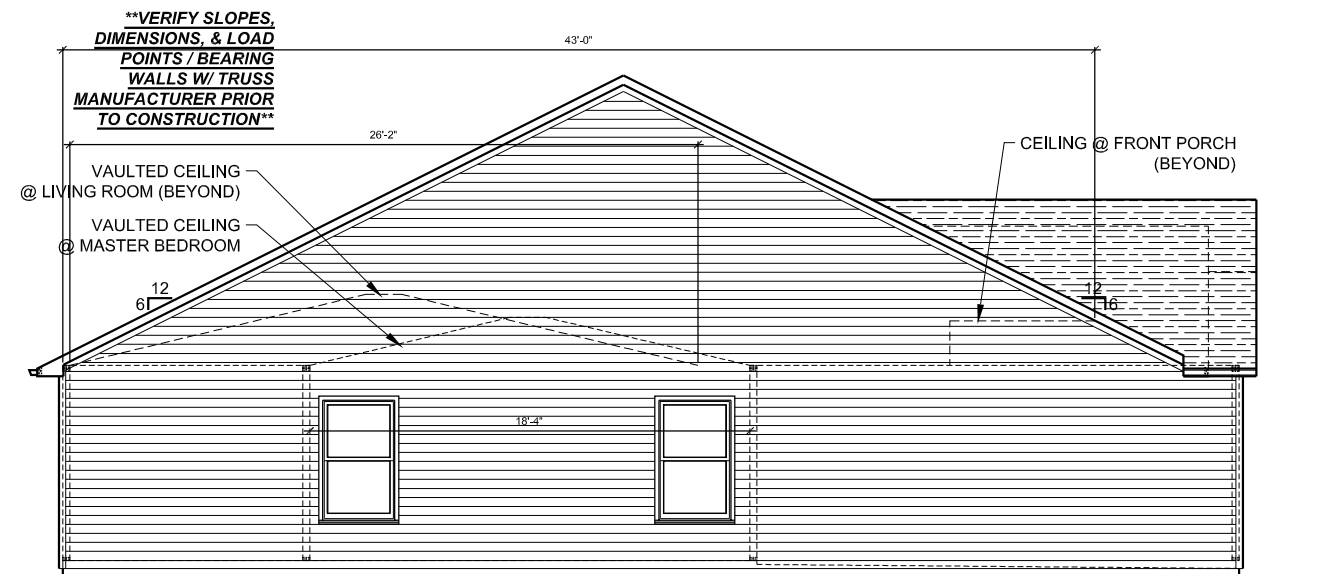 **VERIFY SLOPES,
DIMENSIONS, & LOAD
POINTS / BEARING
WALLS W/ TRUSS
MANUFACTURER PRIOR
TO CONSTRUCTION**
43'-0"
26'-2"
VAULTED CEILING
@ LIVING ROOM (BEYOND)
VAULTED CEILING
@ MASTER BEDROOM
CEILING @ FRONT PORCH
(BEYOND)
12
6
12
6
18'-4"